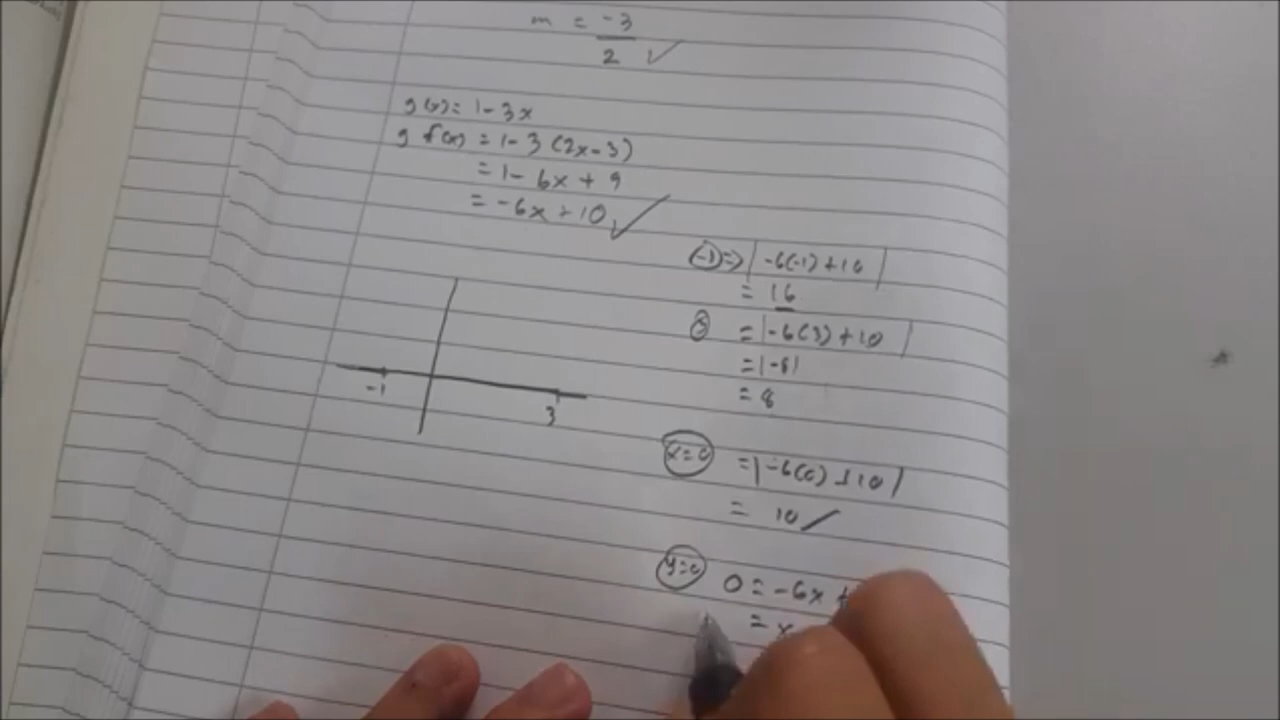 m = -3
2 ✓
g(x) = 1 - 3x
g f(x) = 1 - 3 (2x - 3)
= 1 - 6x + 9
= -6x + 10 ✓
-1 3
(-1) => | -6(-1) + 10 |
= 16
3 = | -6(3) + 10 |
= |-8|
= 8
x=0 = | -6(0) + 10 |
= 10
y=0 0 = -6x +
= x